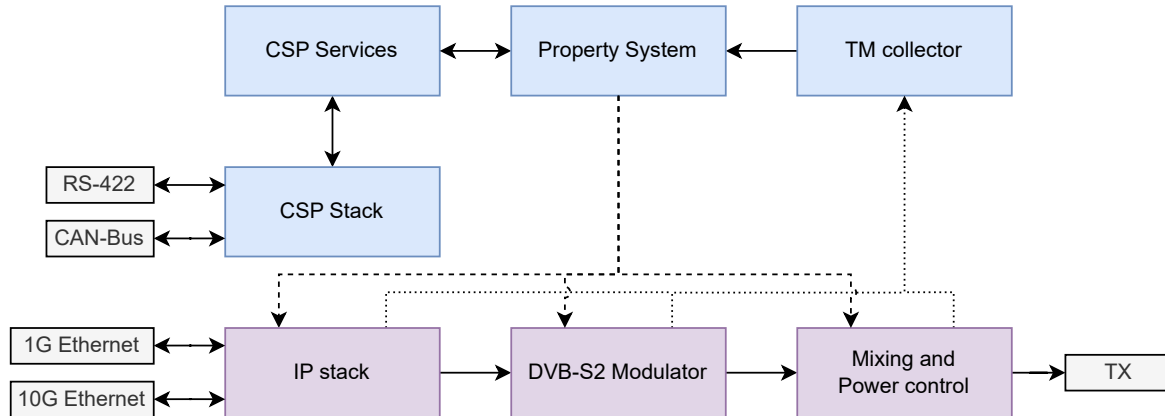 CSP Services
Property System
TM collector
RS-422
CSP Stack
CAN-Bus
1G Ethernet
IP stack
DVB-S2 Modulator
Mixing and
Power control
TX
10G Ethernet